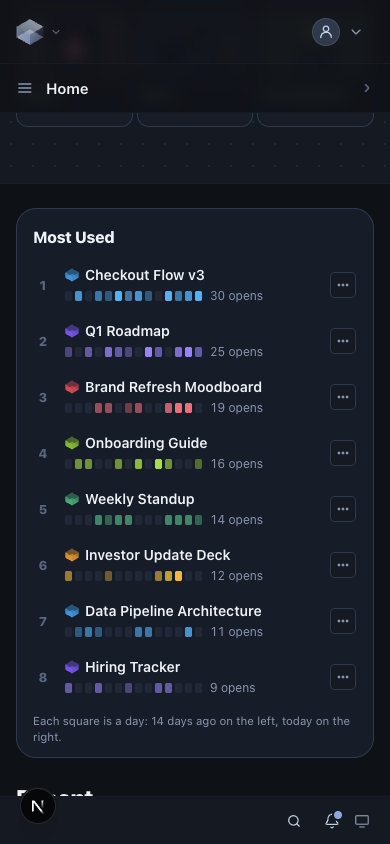 Home
Most Used
1
Checkout Flow v3
30 opens
2
Q1 Roadmap
25 opens
3
Brand Refresh Moodboard
19 opens
4
Onboarding Guide
16 opens
5
Weekly Standup
14 opens
6
Investor Update Deck
12 opens
7
Data Pipeline Architecture
11 opens
8
Hiring Tracker
9 opens
Each square is a day: 14 days ago on the left, today on the
right.
N